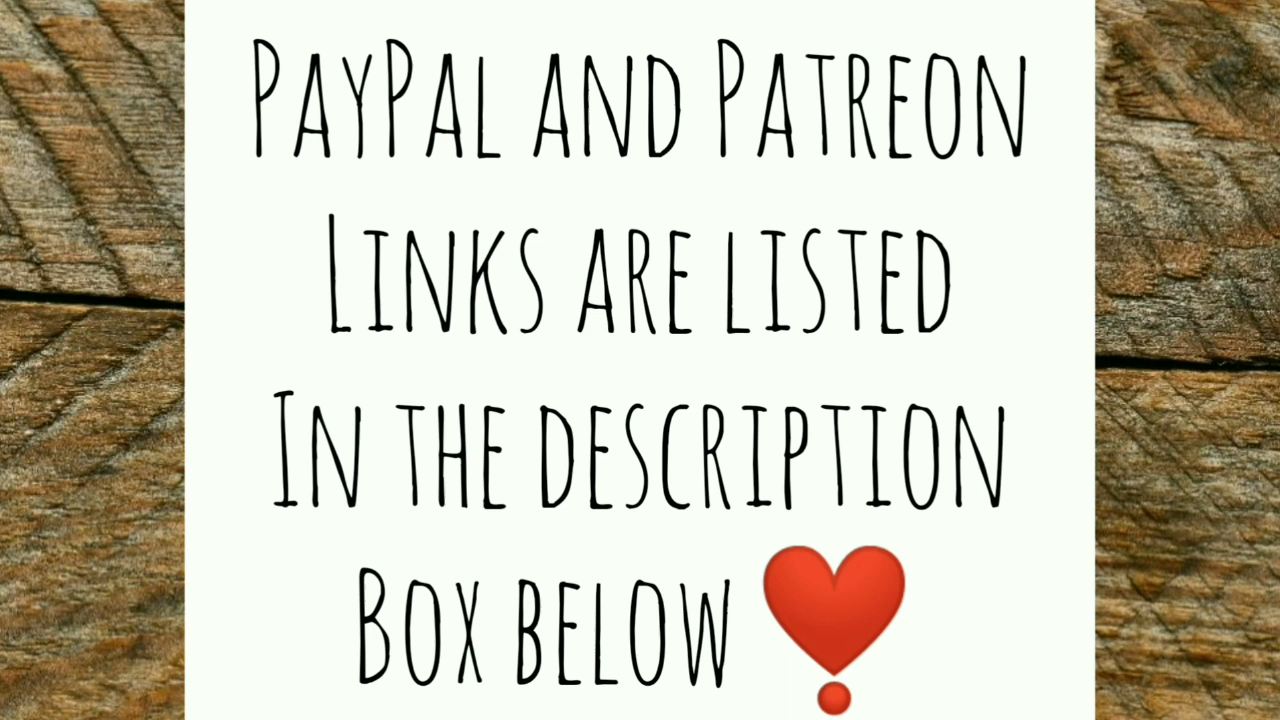 PayPal and Patreon
Links are listed
In the description
Box below ❣️